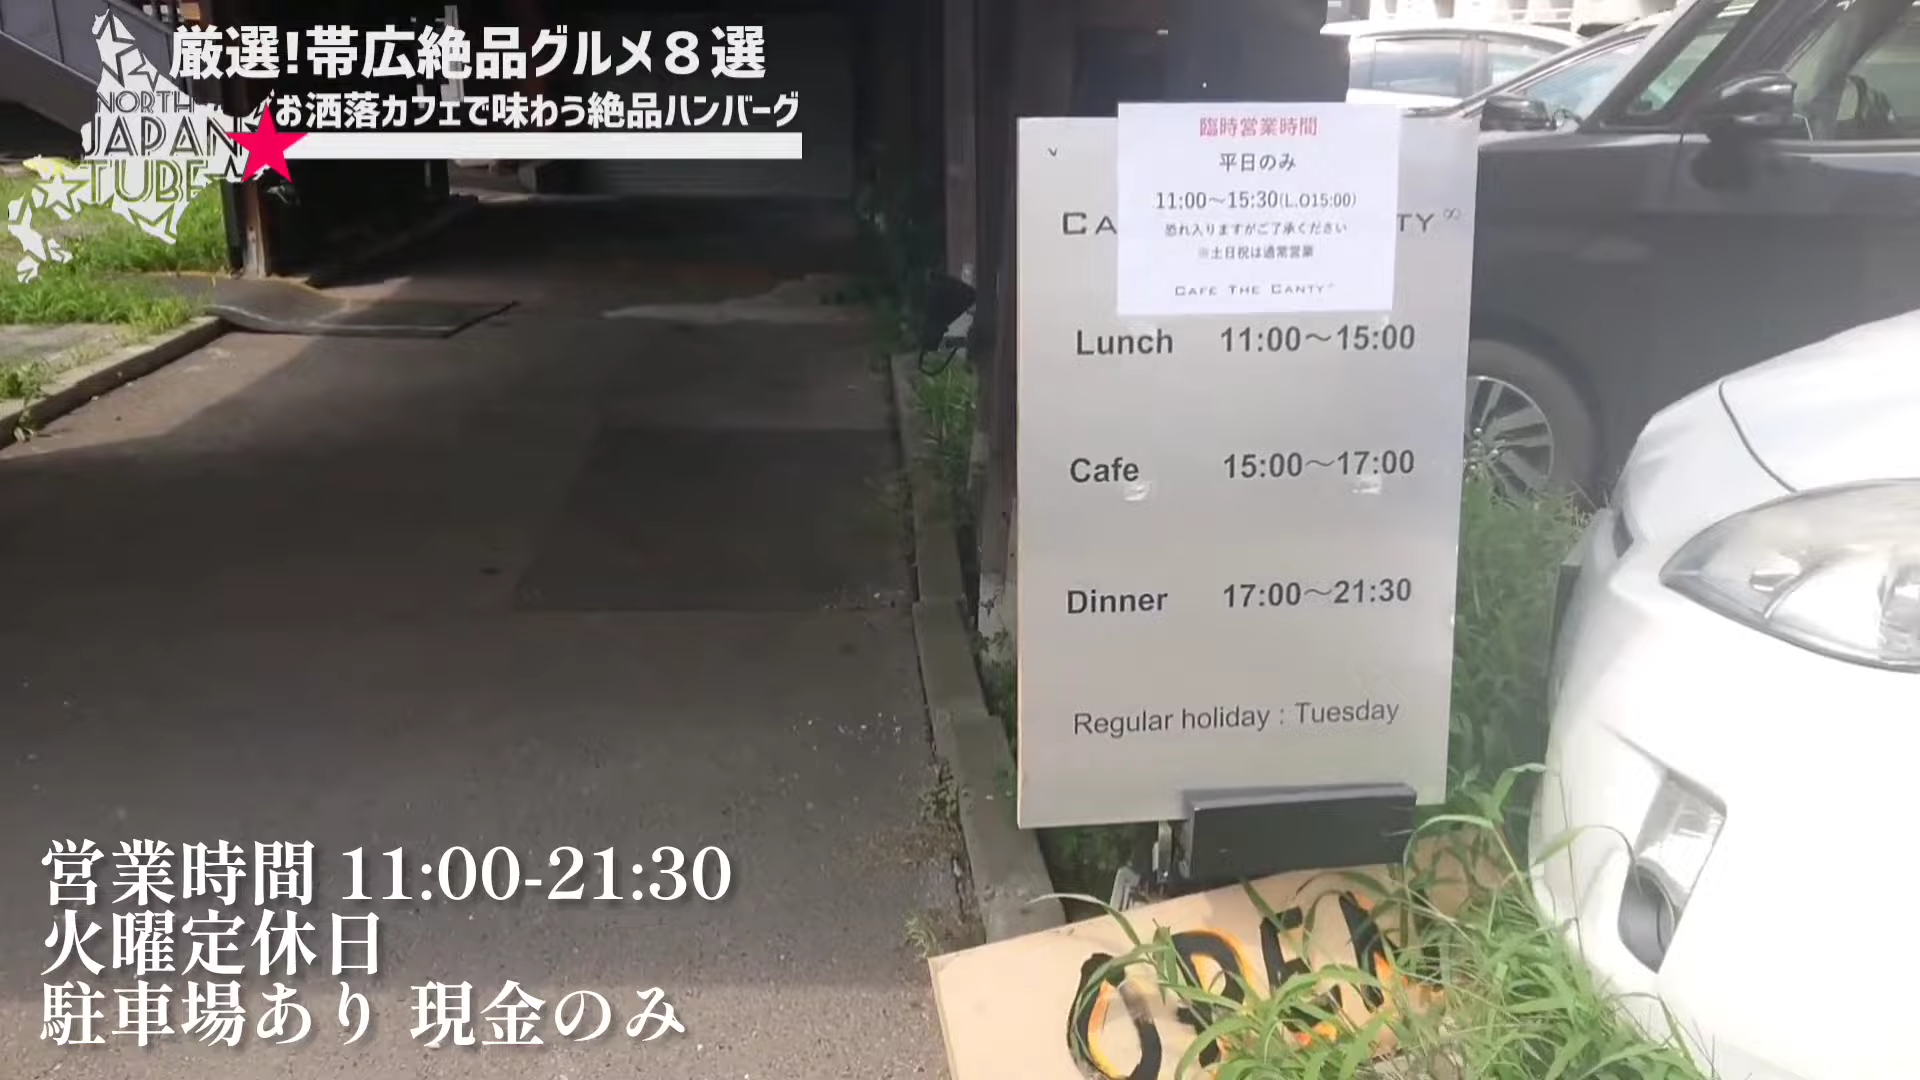 厳選!帯広絶品グルメ８選
お洒落カフェで味わう絶品ハンバーグ
NORTH
JAPAN
TUBE
臨時営業時間
平日のみ
11:00～15:30(L.O15:00)
恐れ入りますがご了承ください
※土日祝は通常営業
CAFE THE CANTY∞
CA TY∞
Lunch 11:00～15:00
Cafe 15:00～17:00
Dinner 17:00～21:30
Regular holiday : Tuesday
OPEN
営業時間 11:00-21:30
火曜定休日
駐車場あり 現金のみ